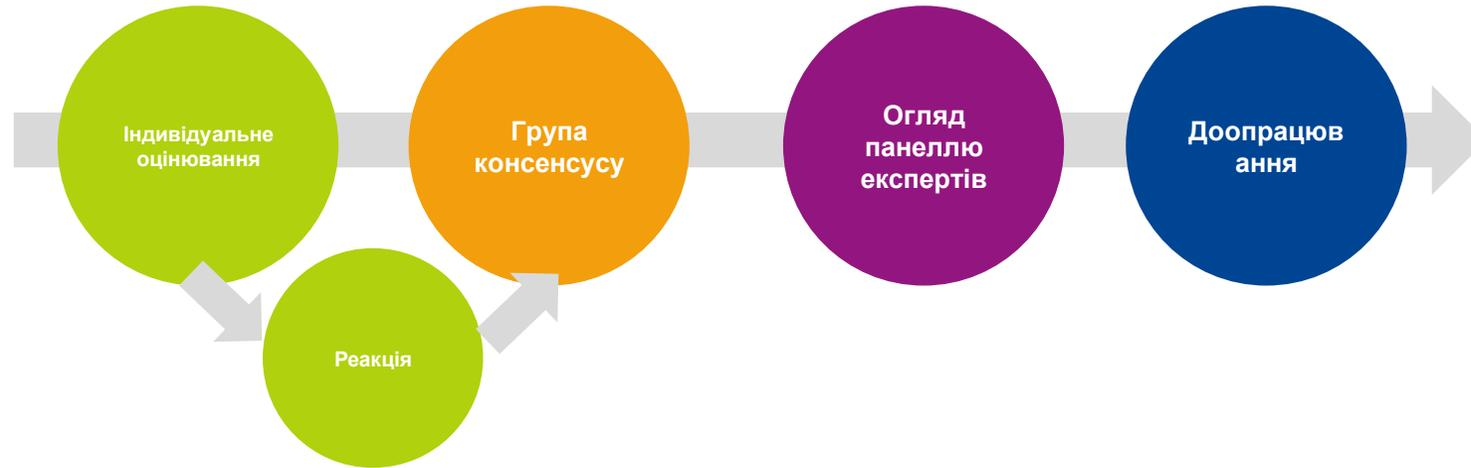 Індивідуальне
оцінювання
Група
консенсусу
Огляд
панеллю
експертів
Доопрацюв
ання
Реакція